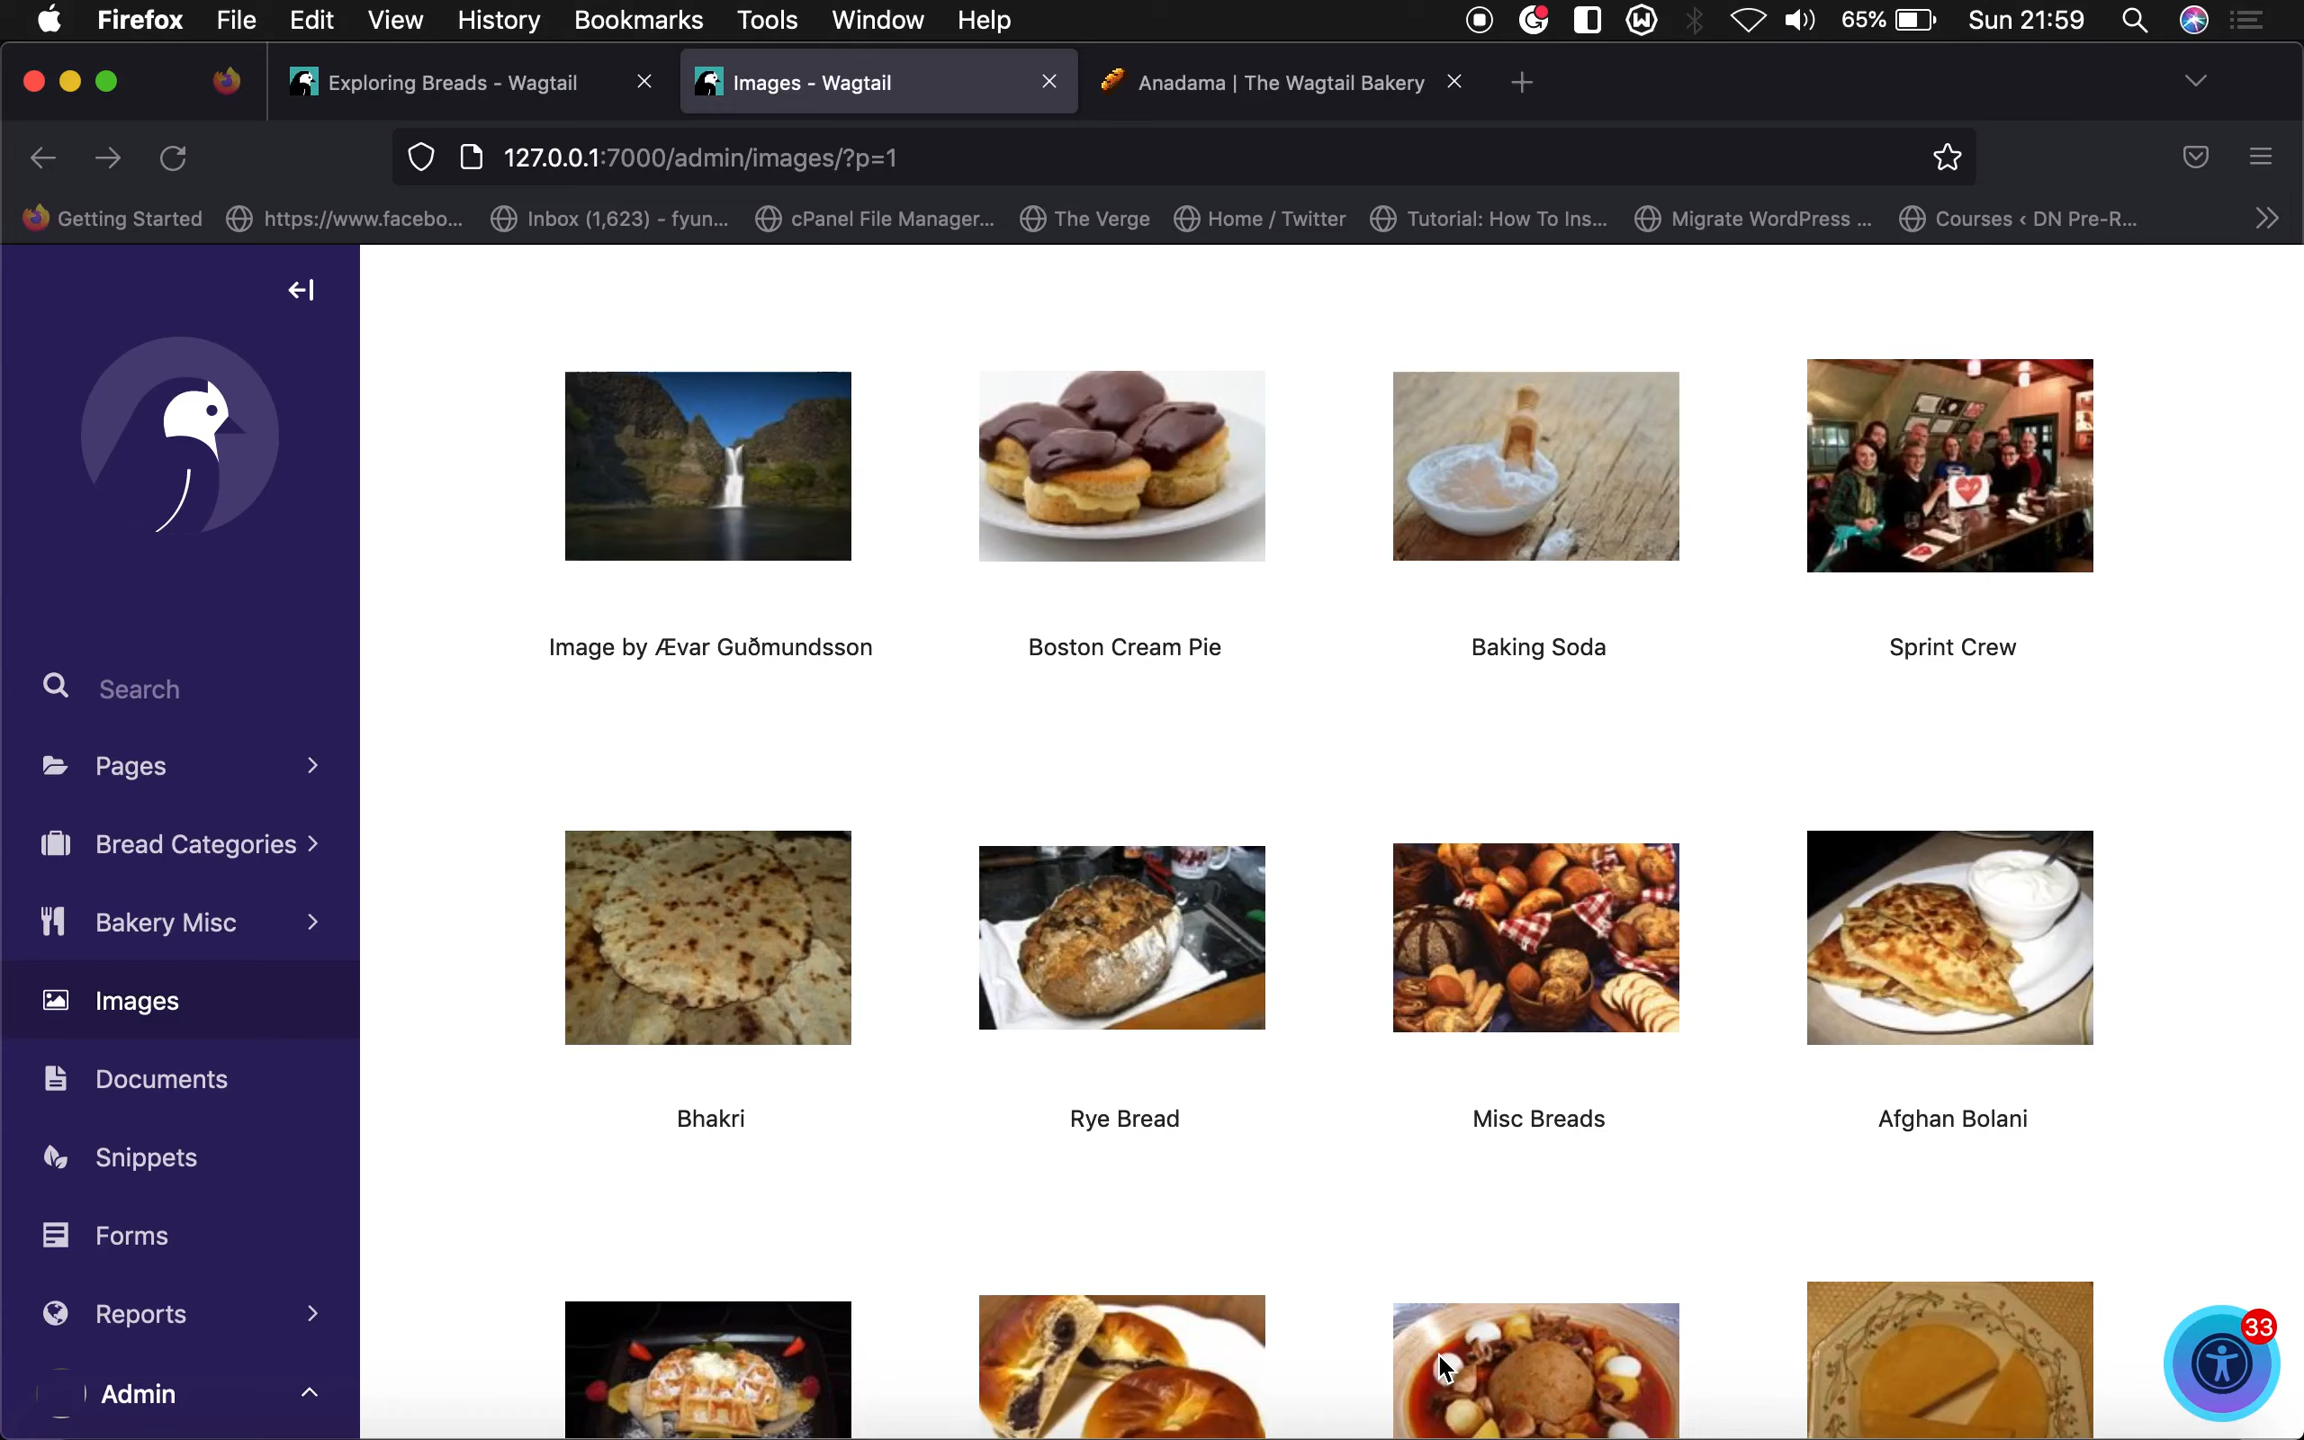 Firefox File Edit View History Bookmarks Tools Window Help 65% Sun 21:59
Exploring Breads - Wagtail Images - Wagtail Anadama | The Wagtail Bakery
127.0.0.1:7000/admin/images/?p=1
Getting Started https://www.facebo... Inbox (1,623) - fyun... cPanel File Manager... The Verge Home / Twitter Tutorial: How To Ins... Migrate WordPress ... Courses ‹ DN Pre-R...
Search
Pages
Bread Categories
Bakery Misc
Images
Documents
Snippets
Forms
Reports
Admin
Image by Ævar Guðmundsson Boston Cream Pie Baking Soda Sprint Crew
Bhakri Rye Bread Misc Breads Afghan Bolani
33